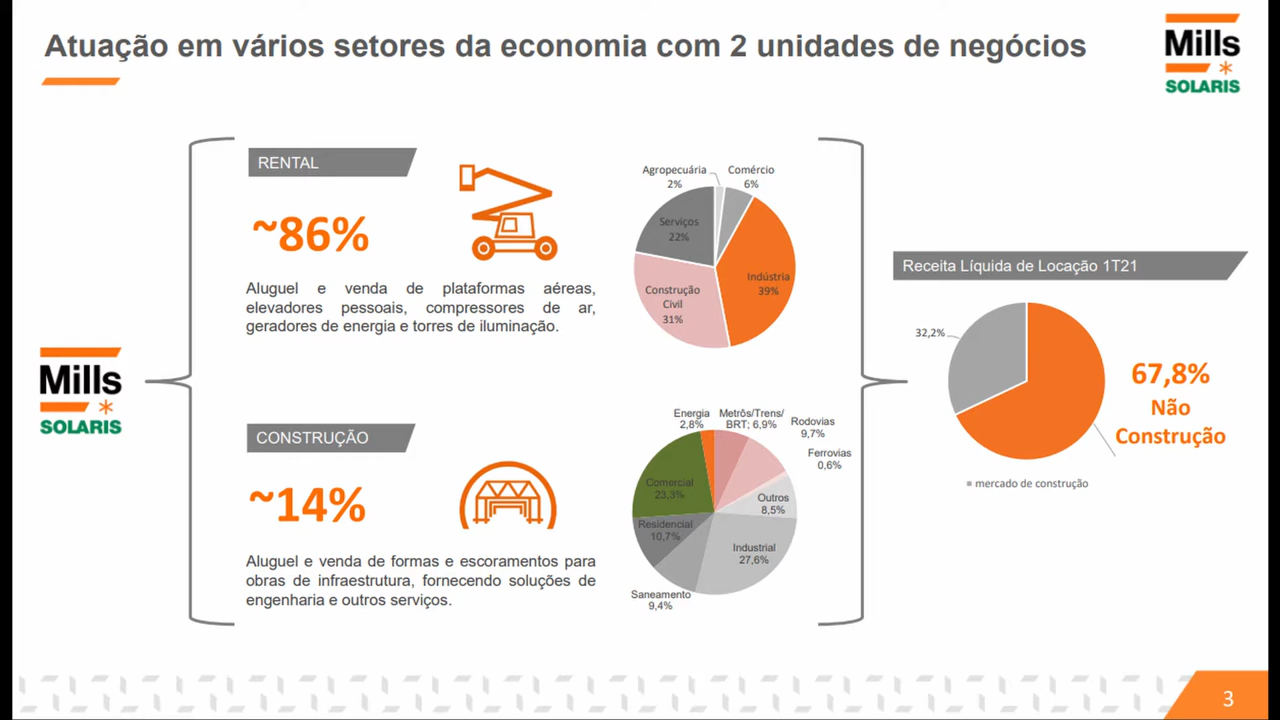 Atuação em vários setores da economia com 2 unidades de negócios
Mills
SOLARIS
RENTAL
~86%
Aluguel e venda de plataformas aéreas,
elevadores pessoais, compressores de ar,
geradores de energia e torres de iluminação.
Agropecuária
2%
Comércio
6%
Serviços
22%
Indústria
39%
Construção
Civil
31%
Mills
SOLARIS
CONSTRUÇÃO
~14%
Aluguel e venda de formas e escoramentos para
obras de infraestrutura, fornecendo soluções de
engenharia e outros serviços.
Energia
2,8%
Metrôs/Trens/
BRT; 6,9%
Rodovias
9,7%
Ferrovias
0,6%
Outros
8,5%
Industrial
27,6%
Saneamento
9,4%
Residencial
10,7%
Comercial
23,3%
Receita Líquida de Locação 1T21
32,2%
67,8%
Não
Construção
mercado de construção
3